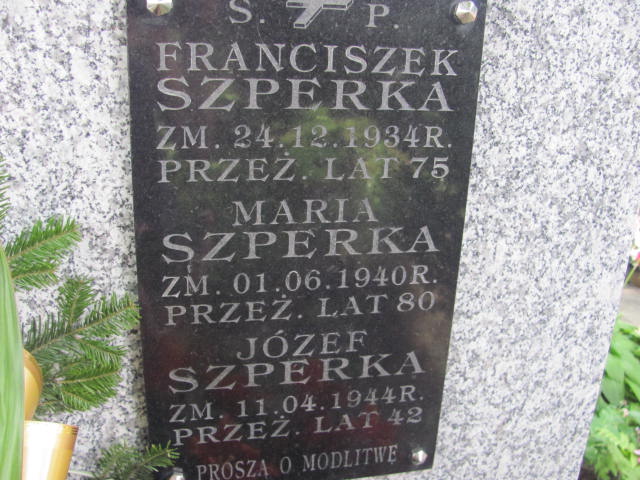 S. P.
FRANCISZEK
SZPERKA
ZM. 24.12.1934R.
PRZEŻ. LAT 75
MARIA
SZPERKA
ZM. 01.06.1940R.
PRZEŻ. LAT 80
JÓZEF
SZPERKA
ZM. 11.04.1944R.
PRZEŻ. LAT 42
PROSZĄ O MODLITWĘ